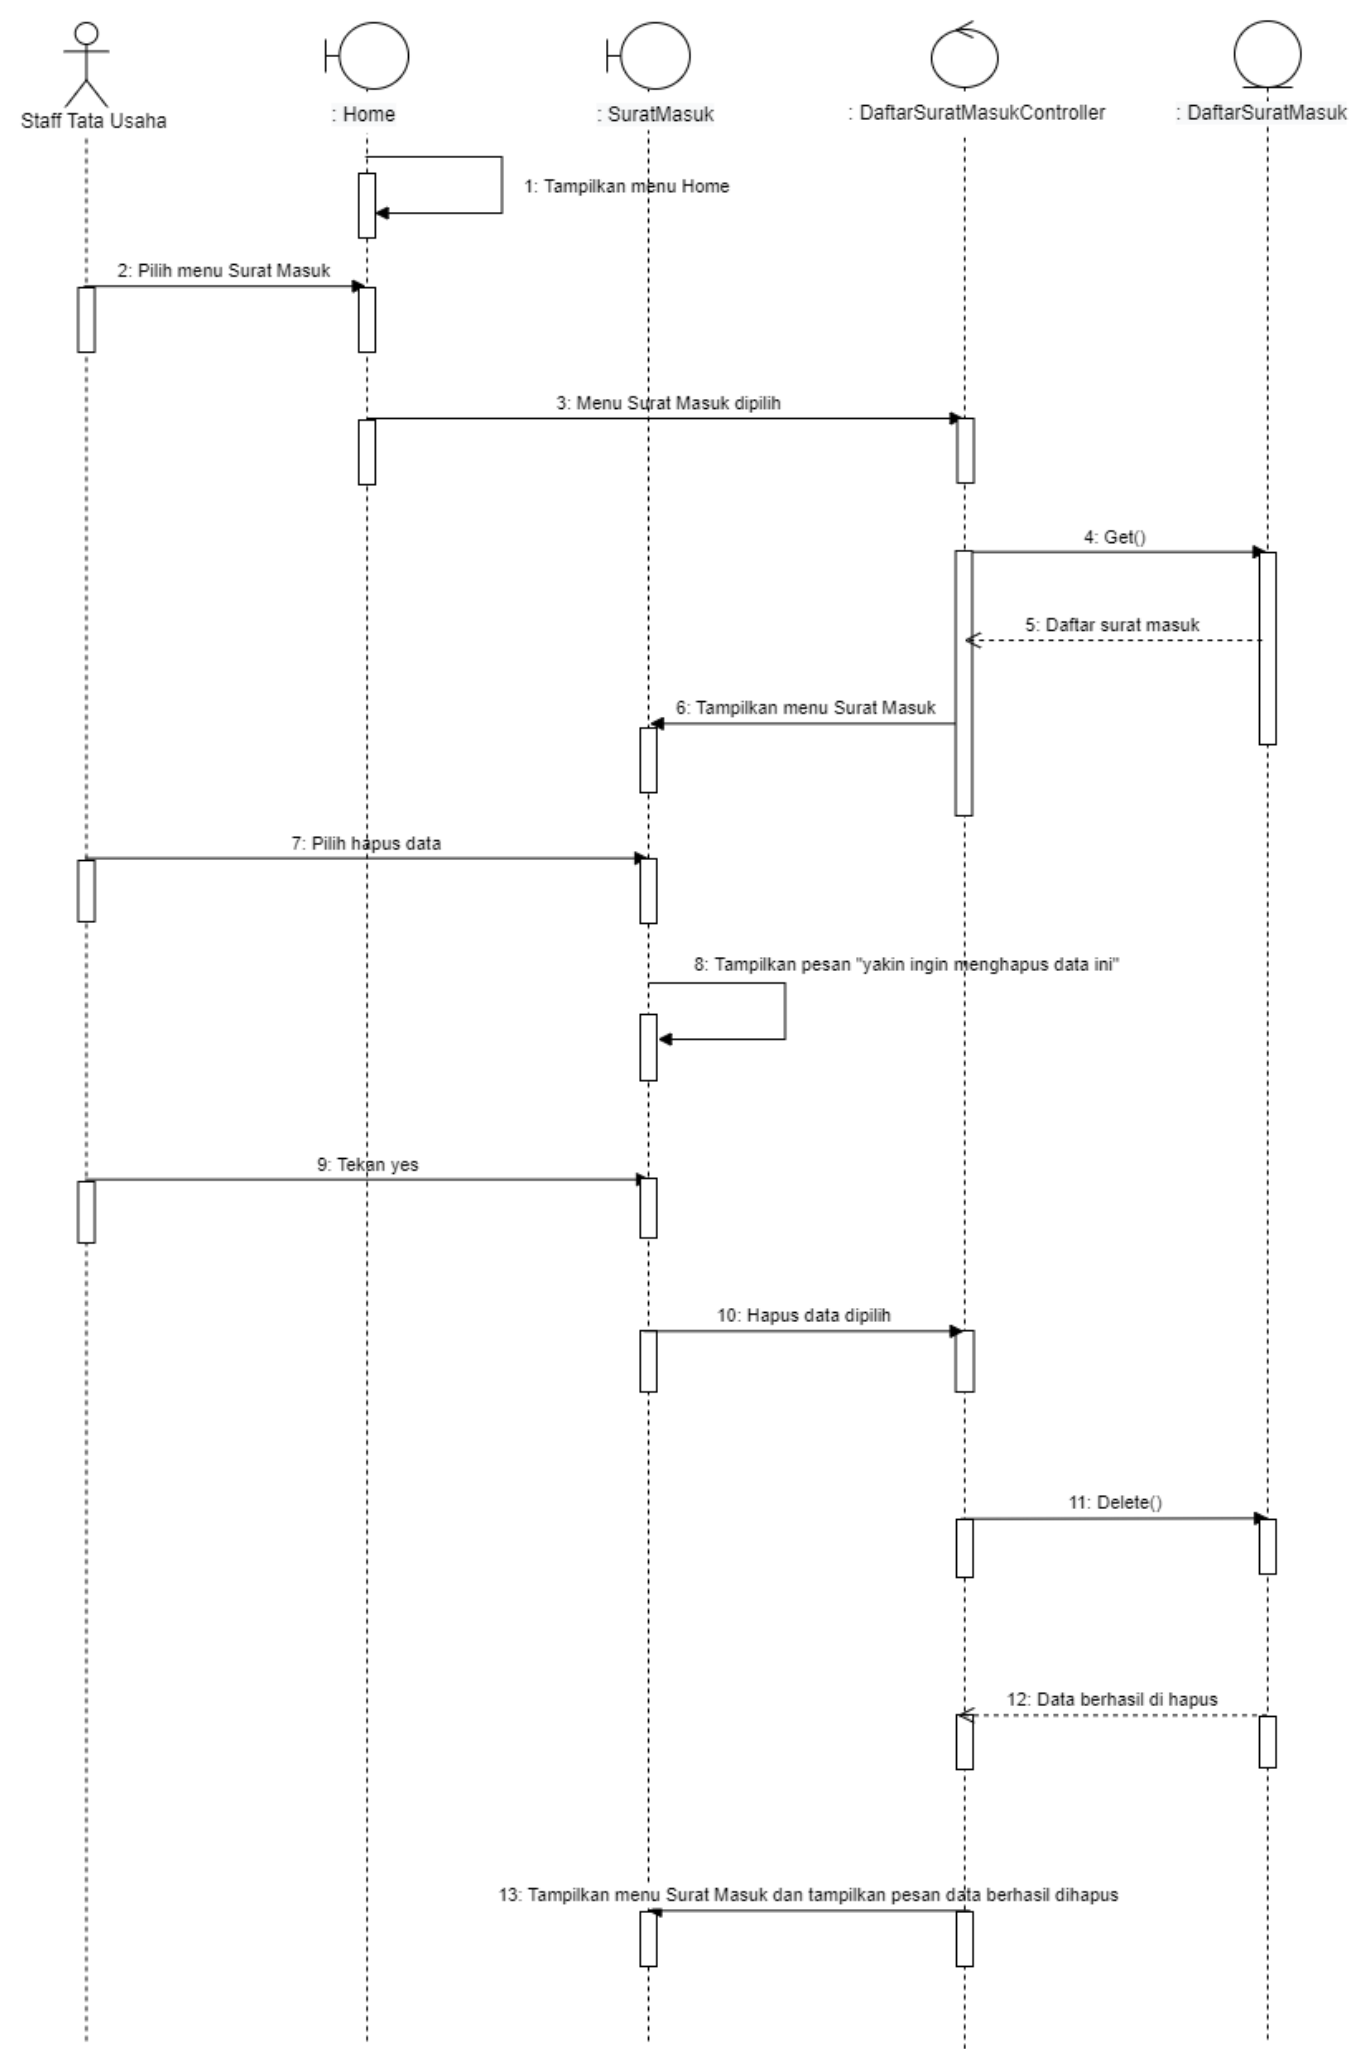 Staff Tata Usaha
: Home
: SuratMasuk
: DaftarSuratMasukController
: DaftarSuratMasuk
1: Tampilkan menu Home
2: Pilih menu Surat Masuk
3: Menu Surat Masuk dipilih
4: Get()
5: Daftar surat masuk
6: Tampilkan menu Surat Masuk
7: Pilih hapus data
8: Tampilkan pesan "yakin ingin menghapus data ini"
9: Tekan yes
10: Hapus data dipilih
11: Delete()
12: Data berhasil di hapus
13: Tampilkan menu Surat Masuk dan tampilkan pesan data berhasil dihapus